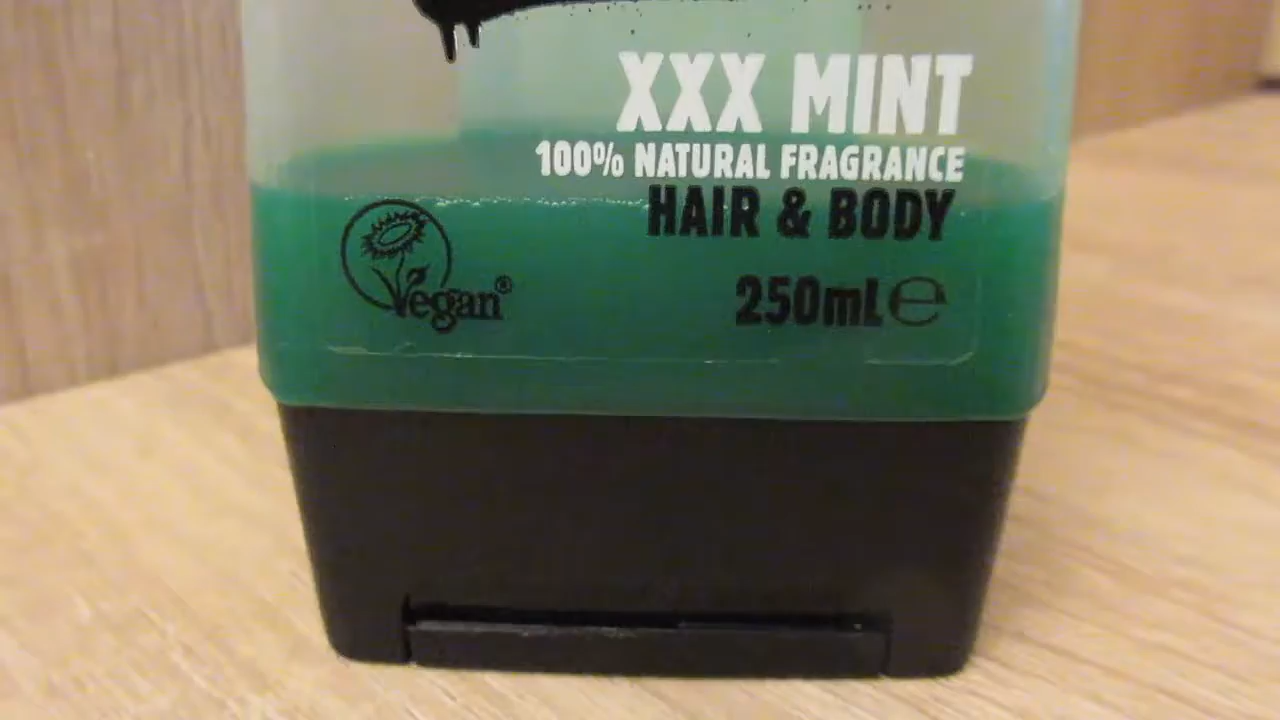 XXX MINT
100% NATURAL FRAGRANCE
HAIR & BODY
Vegan®
250mL℮